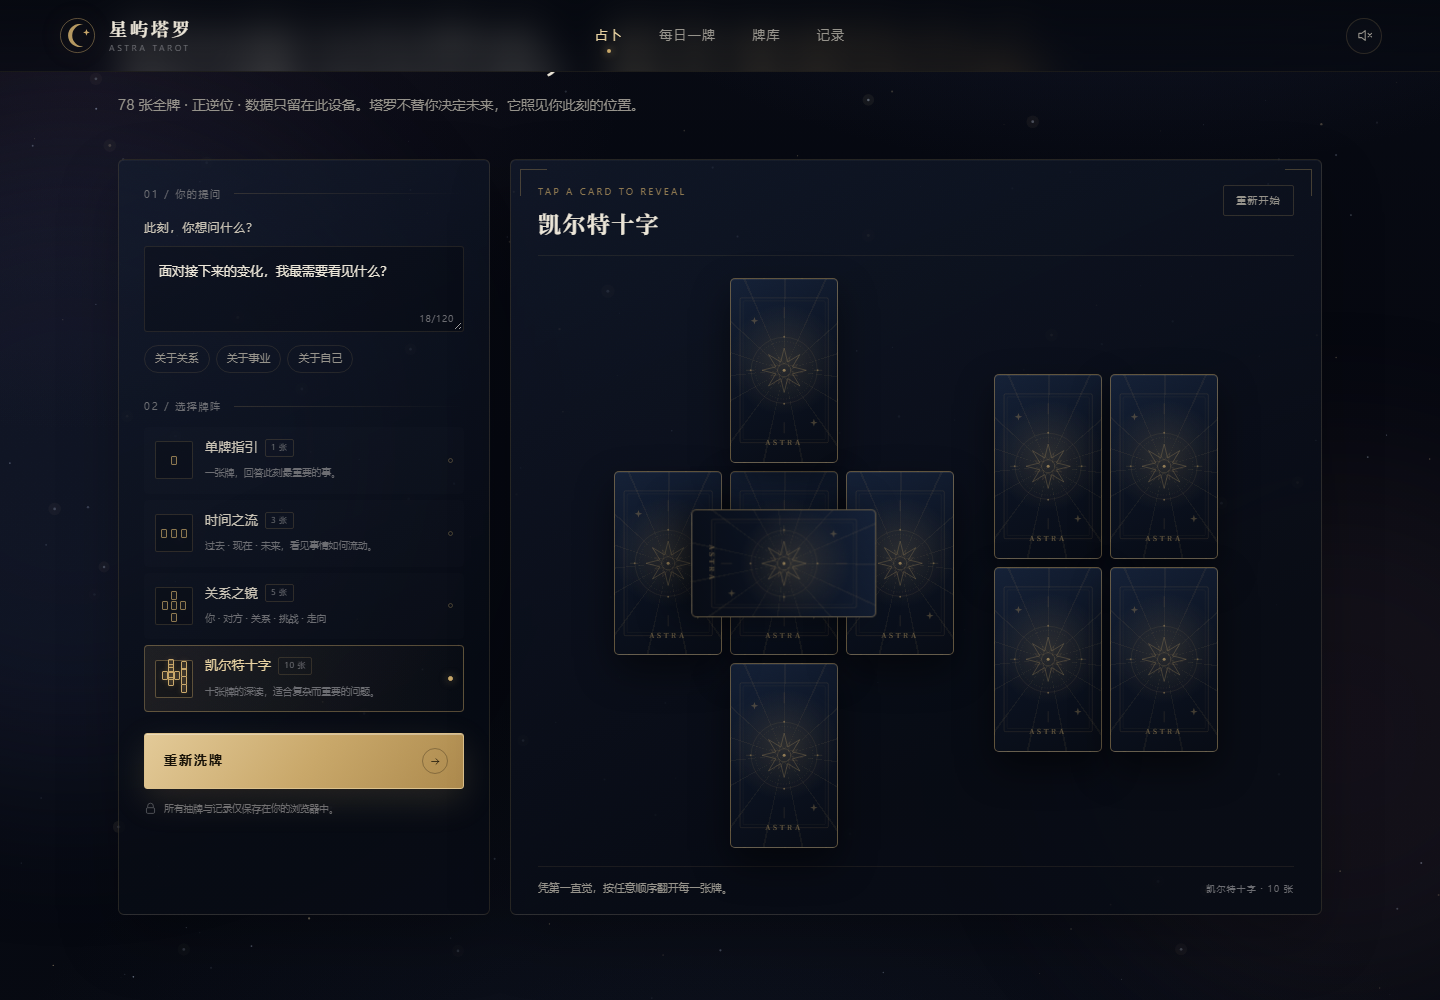 星屿塔罗
ASTRA TAROT
占卜
每日一牌
牌库
记录
78 张全牌 · 正逆位 · 数据只留在此设备。塔罗不替你决定未来，它照见你此刻的位置。
01 / 你的提问
此刻，你想问什么？
面对接下来的变化，我最需要看见什么？
18/120
关于关系
关于事业
关于自己
02 / 选择牌阵
单牌指引
1 张
一张牌，回答此刻最重要的事。
时间之流
3 张
过去 · 现在 · 未来，看见事情如何流动。
关系之镜
5 张
你 · 对方 · 关系 · 挑战 · 走向
凯尔特十字
10 张
十张牌的深读，适合复杂而重要的问题。
重新洗牌
所有抽牌与记录仅保存在你的浏览器中。
TAP A CARD TO REVEAL
凯尔特十字
重新开始
ASTRA
ASTRA
ASTRA
ASTRA
ASTRA
ASTRA
ASTRA
ASTRA
ASTRA
ASTRA
凭第一直觉，按任意顺序翻开每一张牌。
凯尔特十字 · 10 张